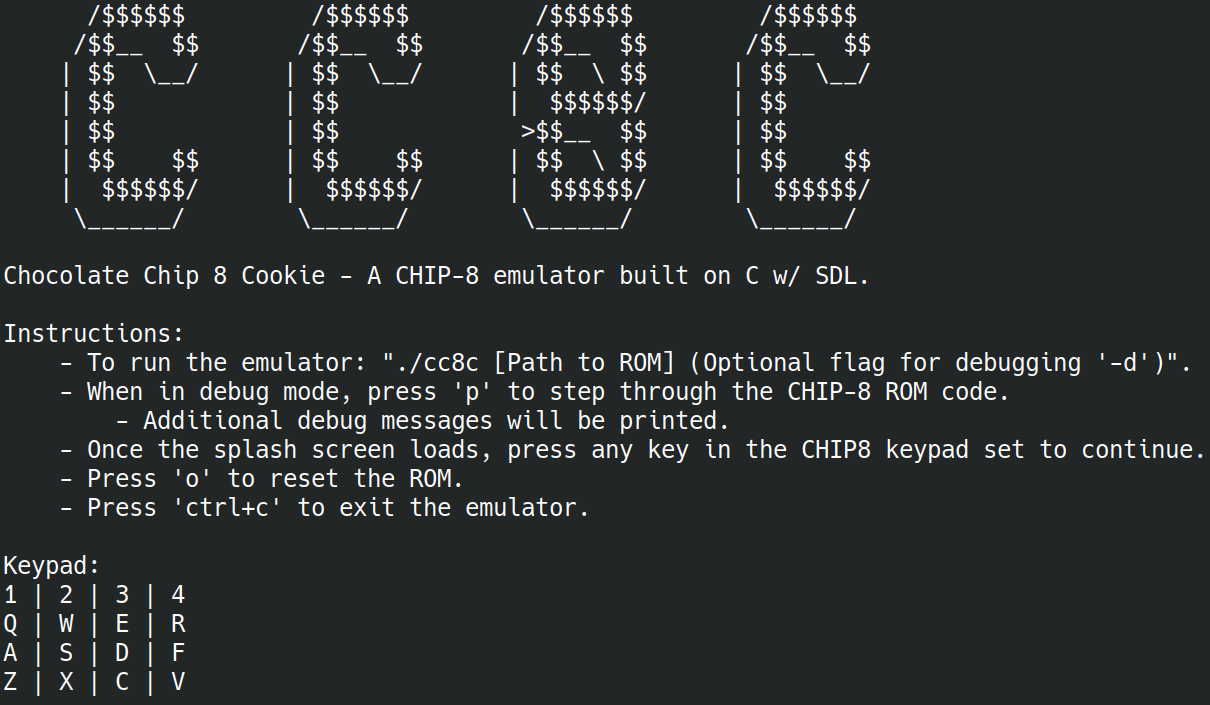 /$$$$$$         /$$$$$$         /$$$$$$         /$$$$$$
 /$$__  $$       /$$__  $$       /$$__  $$       /$$__  $$
| $$  \__/      | $$  \__/      | $$  \ $$      | $$  \__/
| $$            | $$            |  $$$$$$/      | $$
| $$            | $$             >$$__  $$      | $$
| $$    $$      | $$    $$      | $$  \ $$      | $$    $$
|  $$$$$$/      |  $$$$$$/      |  $$$$$$/      |  $$$$$$/
 \______/        \______/        \______/        \______/

Chocolate Chip 8 Cookie - A CHIP-8 emulator built on C w/ SDL.

Instructions:
    - To run the emulator: "./cc8c [Path to ROM] (Optional flag for debugging '-d')".
    - When in debug mode, press 'p' to step through the CHIP-8 ROM code.
        - Additional debug messages will be printed.
    - Once the splash screen loads, press any key in the CHIP8 keypad set to continue.
    - Press 'o' to reset the ROM.
    - Press 'ctrl+c' to exit the emulator.

Keypad:
1 | 2 | 3 | 4
Q | W | E | R
A | S | D | F
Z | X | C | V